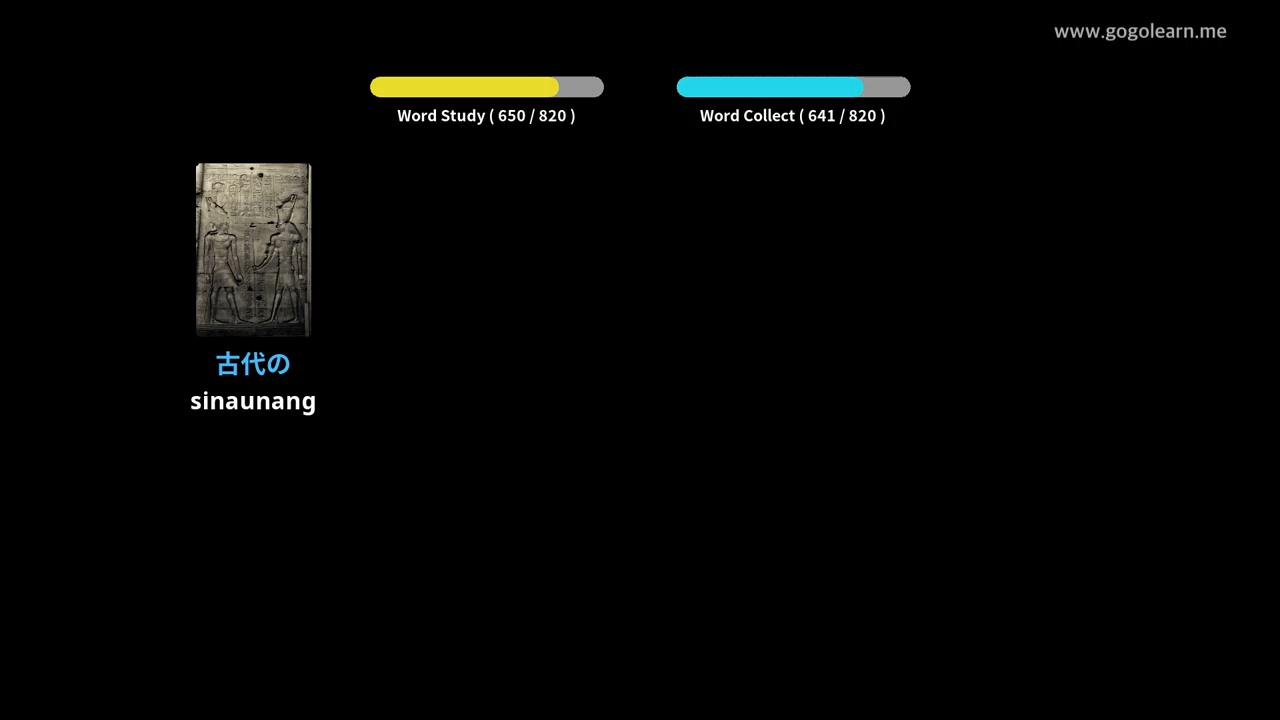 www.gogolearn.me
Word Study ( 650 / 820 )
Word Collect ( 641 / 820 )
古代の
sinaunang